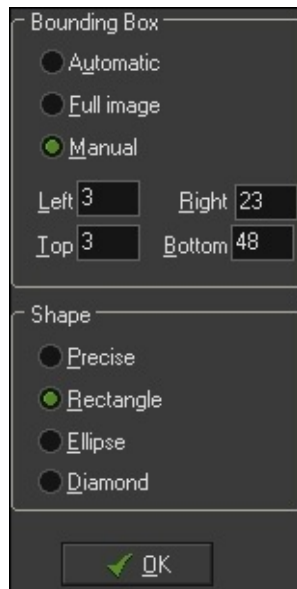 Bounding Box
Automatic
Full image
Manual
Left 3 Right 23
Top 3 Bottom 48
Shape
Precise
Rectangle
Ellipse
Diamond
OK